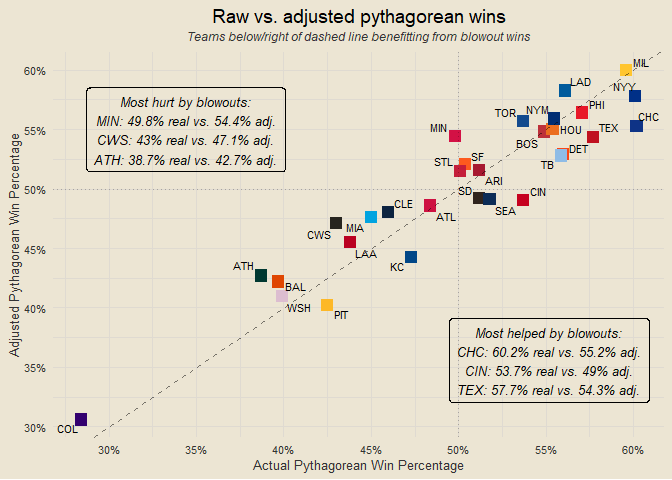 Raw vs. adjusted pythagorean wins
Teams below/right of dashed line benefitting from blowout wins
Adjusted Pythagorean Win Percentage
60%
55%
50%
45%
40%
35%
30%
Most hurt by blowouts:
MIN: 49.8% real vs. 54.4% adj.
CWS: 43% real vs. 47.1% adj.
ATH: 38.7% real vs. 42.7% adj.
MIL
LAD
NYY
PHI
CHC
TOR
NYM
MIN
HOU
TEX
BOS
DET
STL
SF
TB
ARI
SD
CIN
CLE
SEA
ATL
CWS
MIA
LAA
KC
ATH
BAL
WSH
PIT
COL
Most helped by blowouts:
CHC: 60.2% real vs. 55.2% adj.
CIN: 53.7% real vs. 49% adj.
TEX: 57.7% real vs. 54.3% adj.
30%
35%
40%
45%
50%
55%
60%
Actual Pythagorean Win Percentage